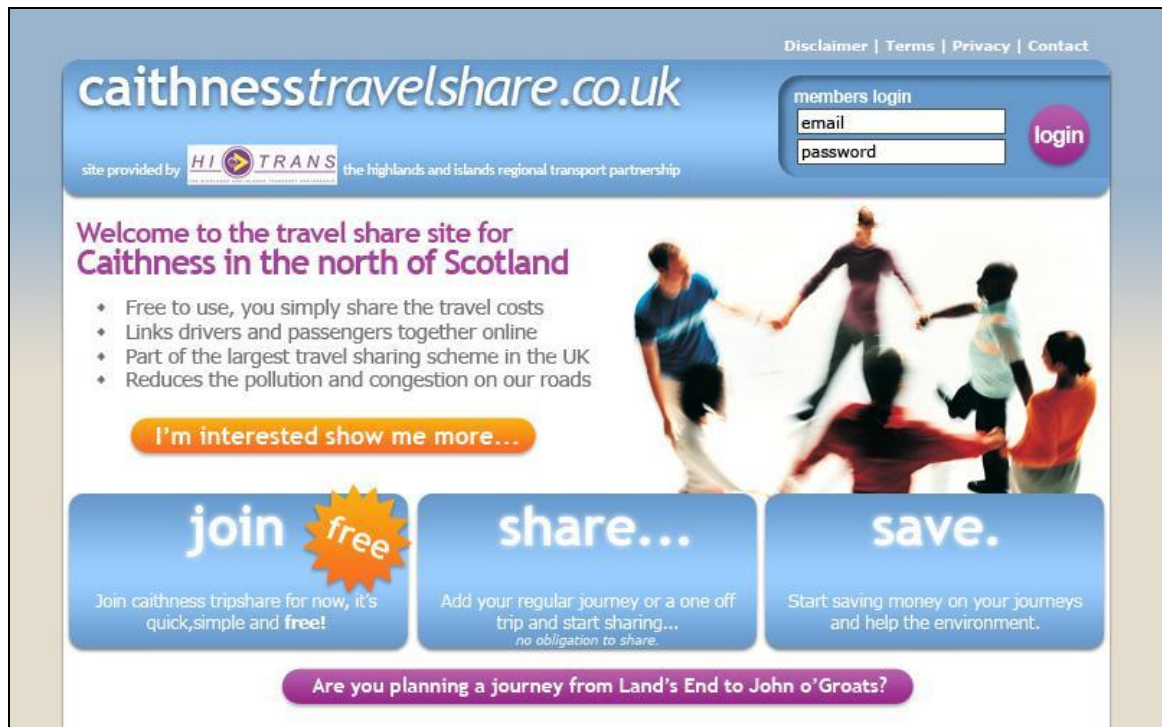 Disclaimer | Terms | Privacy | Contact
caithnesstravelshare.co.uk
members login
email
password
login
site provided by HI TRANS the highlands and islands regional transport partnership
Welcome to the travel share site for
Caithness in the north of Scotland
Free to use, you simply share the travel costs
Links drivers and passengers together online
Part of the largest travel sharing scheme in the UK
Reduces the pollution and congestion on our roads
I'm interested show me more...
join
free
Join caithness tripshare for now, it's
quick,simple and free!
share...
Add your regular journey or a one off
trip and start sharing...
no obligation to share.
save.
Start saving money on your journeys
and help the environment.
Are you planning a journey from Land's End to John o'Groats?